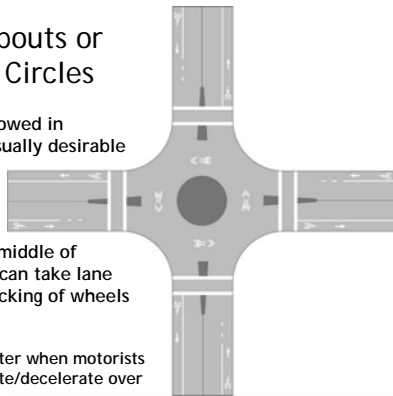 bouts or
Circles
owed in
sually desirable
middle of
can take lane
cking of wheels
ter when motorists
te/decelerate over